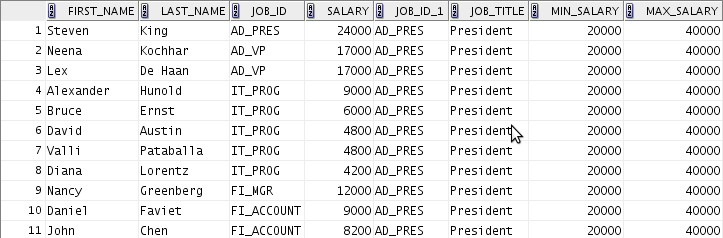 FIRST_NAME LAST_NAME JOB_ID SALARY JOB_ID_1 JOB_TITLE MIN_SALARY MAX_SALARY
1 Steven King AD_PRES 24000 AD_PRES President 20000 40000
2 Neena Kochhar AD_VP 17000 AD_PRES President 20000 40000
3 Lex De Haan AD_VP 17000 AD_PRES President 20000 40000
4 Alexander Hunold IT_PROG 9000 AD_PRES President 20000 40000
5 Bruce Ernst IT_PROG 6000 AD_PRES President 20000 40000
6 David Austin IT_PROG 4800 AD_PRES President 20000 40000
7 Valli Pataballa IT_PROG 4800 AD_PRES President 20000 40000
8 Diana Lorentz IT_PROG 4200 AD_PRES President 20000 40000
9 Nancy Greenberg FI_MGR 12000 AD_PRES President 20000 40000
10 Daniel Faviet FI_ACCOUNT 9000 AD_PRES President 20000 40000
11 John Chen FI_ACCOUNT 8200 AD_PRES President 20000 40000